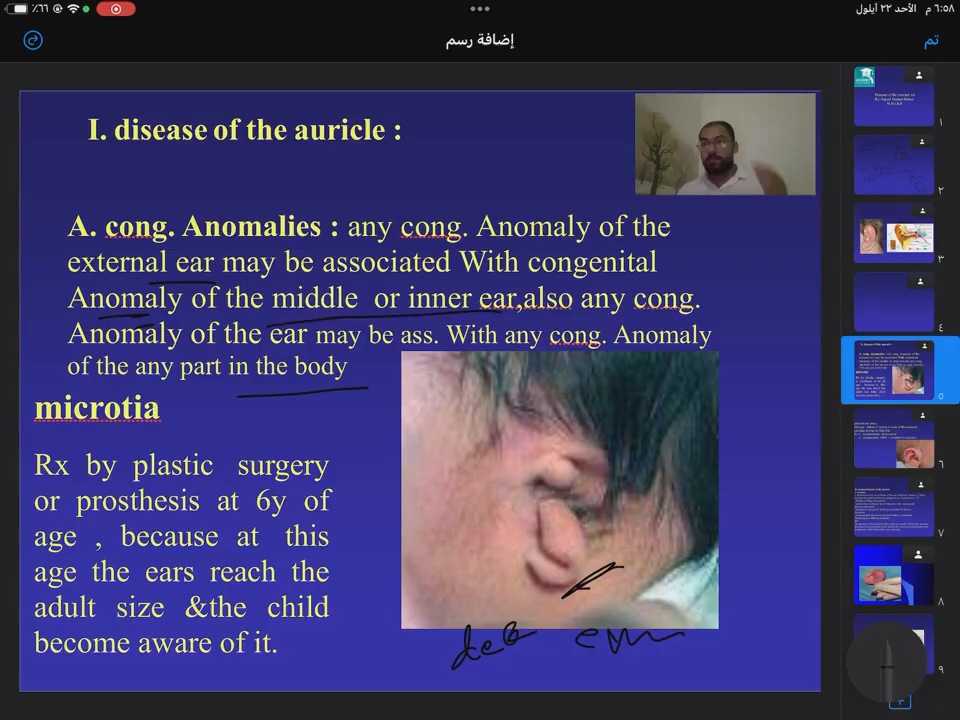 ٦:٥٨ م الأحد ٢٢ أيلول
٪٦٦
إضافة رسم
تم
I. disease of the auricle :
A. cong. Anomalies : any cong. Anomaly of the
external ear may be associated With congenital
Anomaly of the middle or inner ear,also any cong.
Anomaly of the ear may be ass. With any cong. Anomaly
of the any part in the body
microtia
Rx by plastic surgery
or prosthesis at 6y of
age , because at this
age the ears reach the
adult size &the child
become aware of it.
١
٢
٣
٤
٥
٦
٧
٨
٩